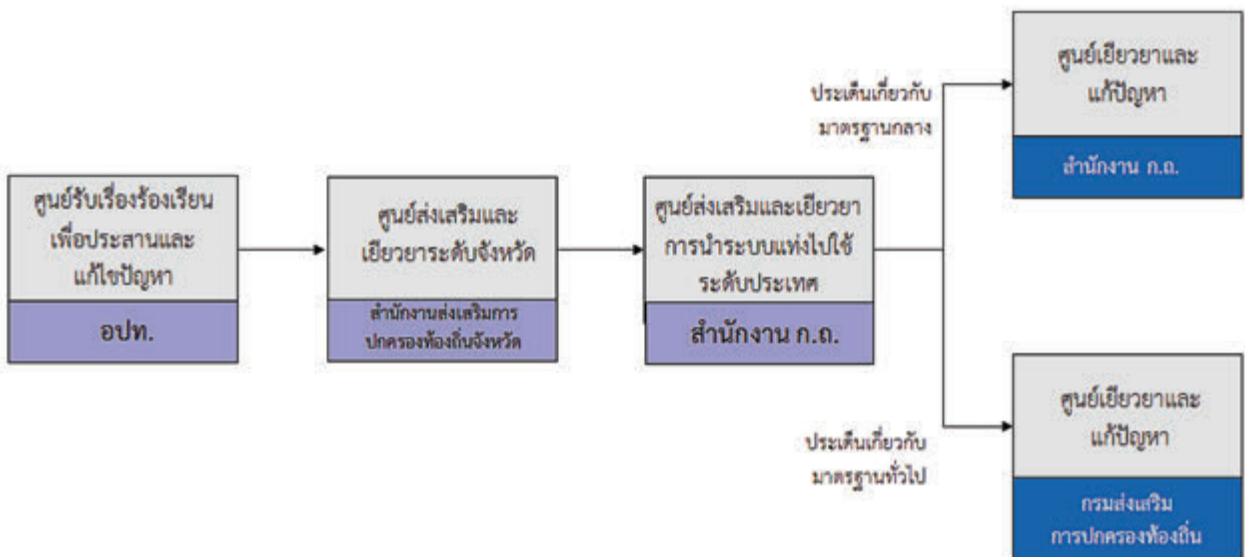 ศูนย์รับเรื่องร้องเรียน
เพื่อประสานและ
แก้ไขปัญหา
อปท.
ศูนย์ส่งเสริมและ
เยียวยาระดับจังหวัด
สำนักงานส่งเสริมการ
ปกครองท้องถิ่นจังหวัด
ศูนย์ส่งเสริมและเยียวยา
การนำระบบแท่งไปใช้
ระดับประเทศ
สำนักงาน ก.ถ.
ประเด็นเกี่ยวกับ
มาตรฐานกลาง
ศูนย์เยียวยาและ
แก้ปัญหา
สำนักงาน ก.ถ.
ประเด็นเกี่ยวกับ
มาตรฐานทั่วไป
ศูนย์เยียวยาและ
แก้ปัญหา
กรมส่งเสริม
การปกครองท้องถิ่น